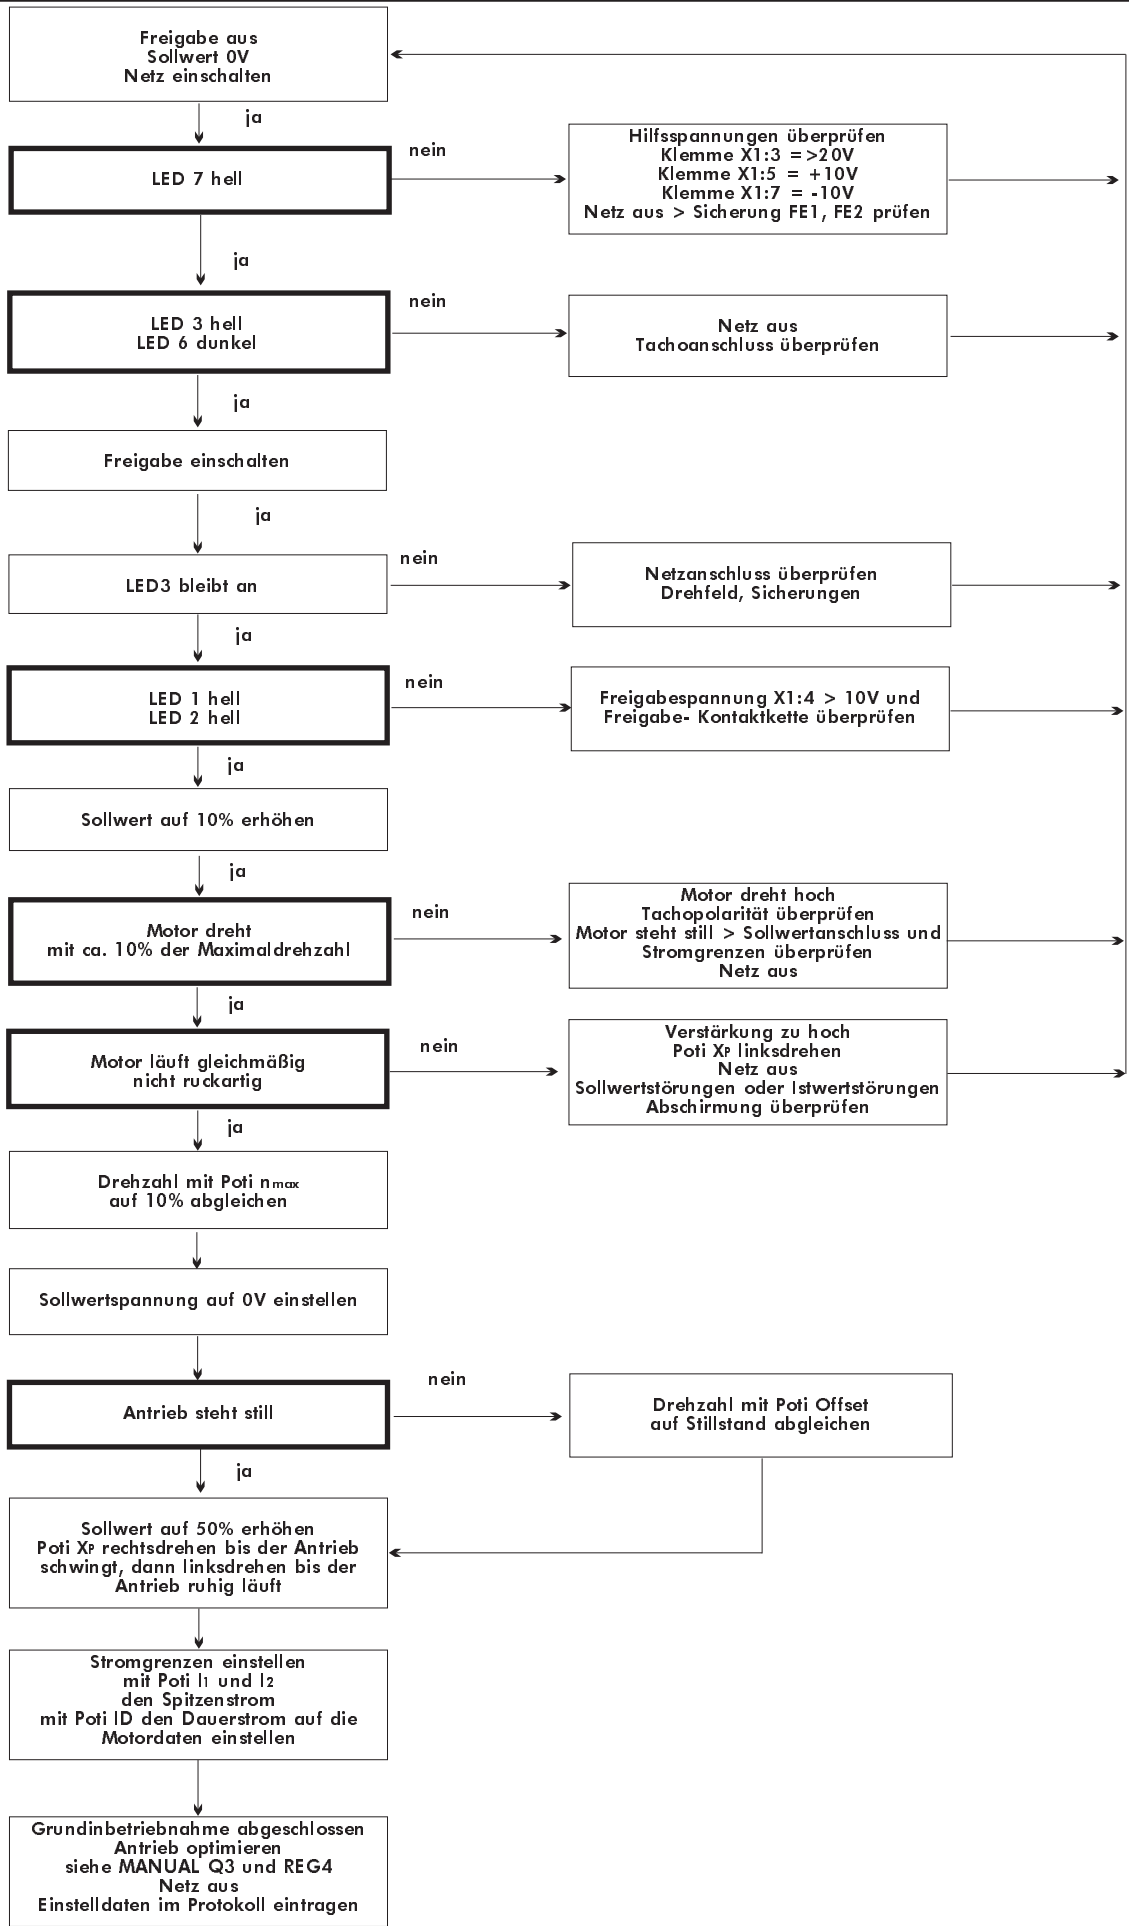 Freigabe aus
Sollwert 0V
Netz einschalten
ja
LED 7 hell
nein
Hilfsspannungen überprüfen
Klemme X1:3 =>20V
Klemme X1:5 = +10V
Klemme X1:7 = -10V
Netz aus > Sicherung FE1, FE2 prüfen
ja
LED 3 hell
LED 6 dunkel
nein
Netz aus
Tachoanschluss überprüfen
ja
Freigabe einschalten
ja
LED3 bleibt an
nein
Netzanschluss überprüfen
Drehfeld, Sicherungen
ja
LED 1 hell
LED 2 hell
nein
Freigabespannung X1:4 > 10V und
Freigabe- Kontaktkette überprüfen
ja
Sollwert auf 10% erhöhen
ja
Motor dreht
mit ca. 10% der Maximaldrehzahl
nein
Motor dreht hoch
Tachopolarität überprüfen
Motor steht still > Sollwertanschluss und
Stromgrenzen überprüfen
Netz aus
ja
Motor läuft gleichmäßig
nicht ruckartig
nein
Verstärkung zu hoch
Poti XP linksdrehen
Netz aus
Sollwertstörungen oder Istwertstörungen
Abschirmung überprüfen
ja
Drehzahl mit Poti nmax
auf 10% abgleichen
Sollwertspannung auf 0V einstellen
Antrieb steht still
nein
Drehzahl mit Poti Offset
auf Stillstand abgleichen
ja
Sollwert auf 50% erhöhen
Poti XP rechtsdrehen bis der Antrieb
schwingt, dann linksdrehen bis der
Antrieb ruhig läuft
Stromgrenzen einstellen
mit Poti I1 und I2
den Spitzenstrom
mit Poti ID den Dauerstrom auf die
Motordaten einstellen
Grundinbetriebnahme abgeschlossen
Antrieb optimieren
siehe MANUAL Q3 und REG4
Netz aus
Einstelldaten im Protokoll eintragen